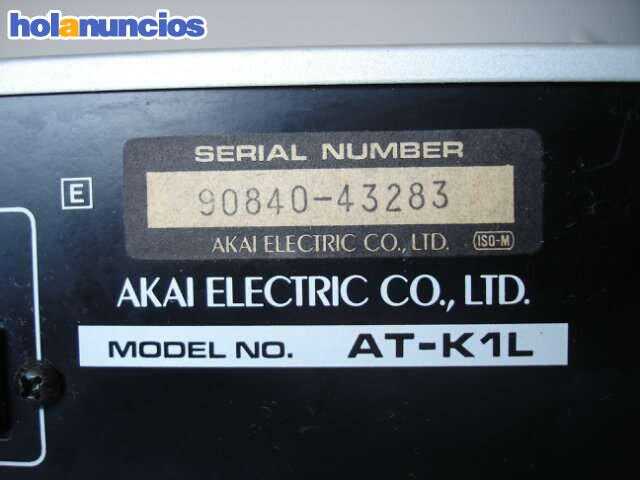 holanuncios
SERIAL NUMBER
E
90840-43283
AKAI ELECTRIC CO., LTD. ISO-M
AKAI ELECTRIC CO., LTD.
MODEL NO. AT-K1L